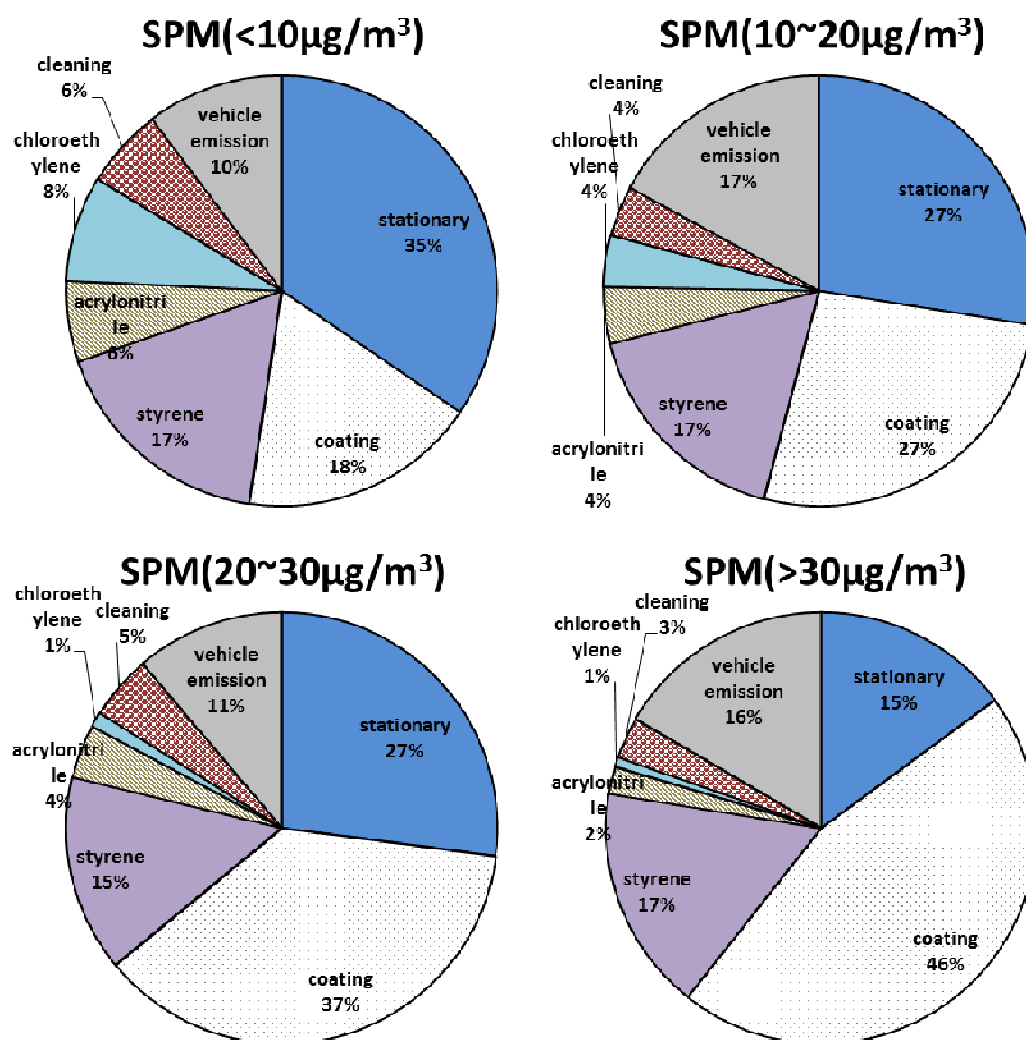 SPM(<10µg/m³)
cleaning
6%
vehicle
emission
10%
chloroeth
ylene
8%
stationary
35%
acrylonitri
le
6%
styrene
17%
coating
18%
SPM(10~20µg/m³)
cleaning
4%
vehicle
emission
17%
chloroeth
ylene
4%
stationary
27%
styrene
17%
coating
27%
acrylonitri
le
4%
SPM(20~30µg/m³)
chloroeth
ylene
1%
cleaning
5%
vehicle
emission
11%
stationary
27%
acrylonitri
le
4%
styrene
15%
coating
37%
SPM(>30µg/m³)
cleaning
3%
chloroeth
ylene
1%
vehicle
emission
16%
stationary
15%
acrylonitri
le
2%
styrene
17%
coating
46%